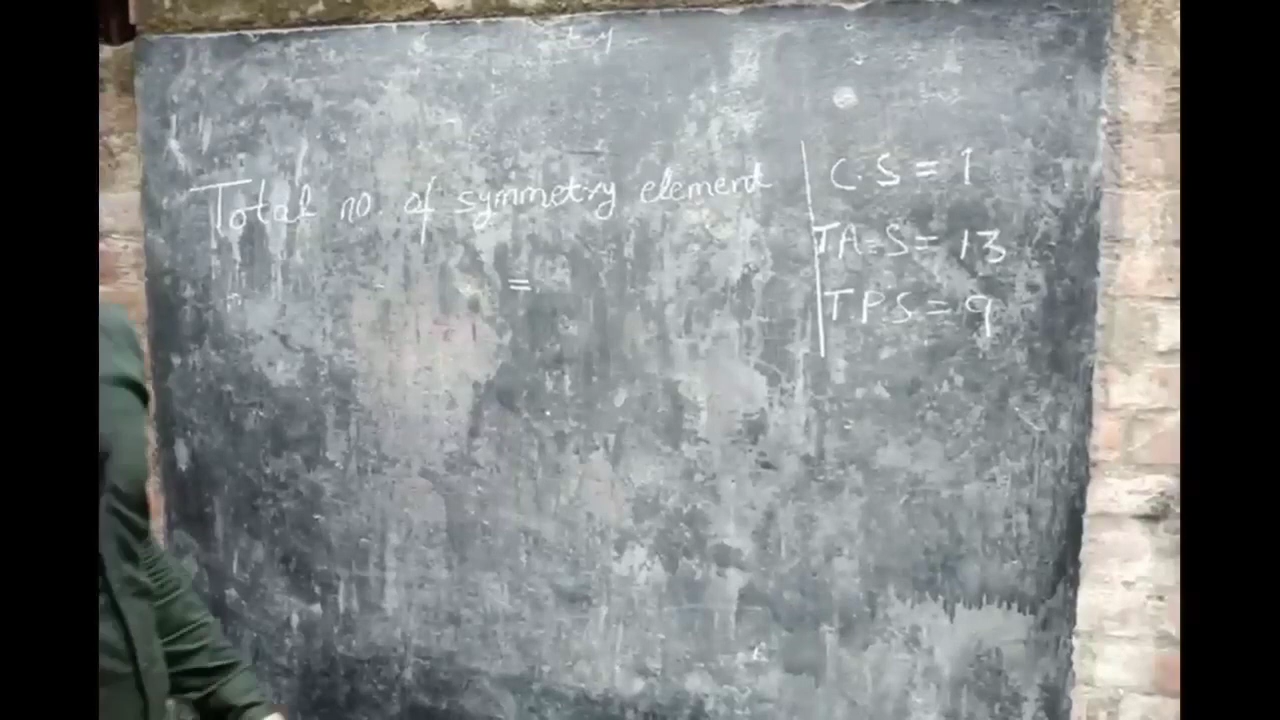 Total no. of symmetry element
=
C.S = 1
TA.S = 13
TPS = 9